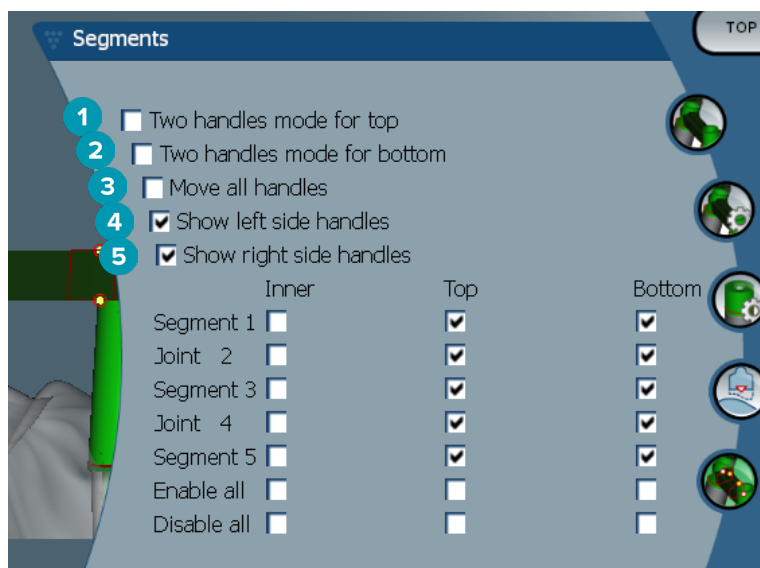 Segments
TOP
1 Two handles mode for top
2 Two handles mode for bottom
3 Move all handles
4 Show left side handles
5 Show right side handles
Inner Top Bottom
Segment 1
Joint 2
Segment 3
Joint 4
Segment 5
Enable all
Disable all